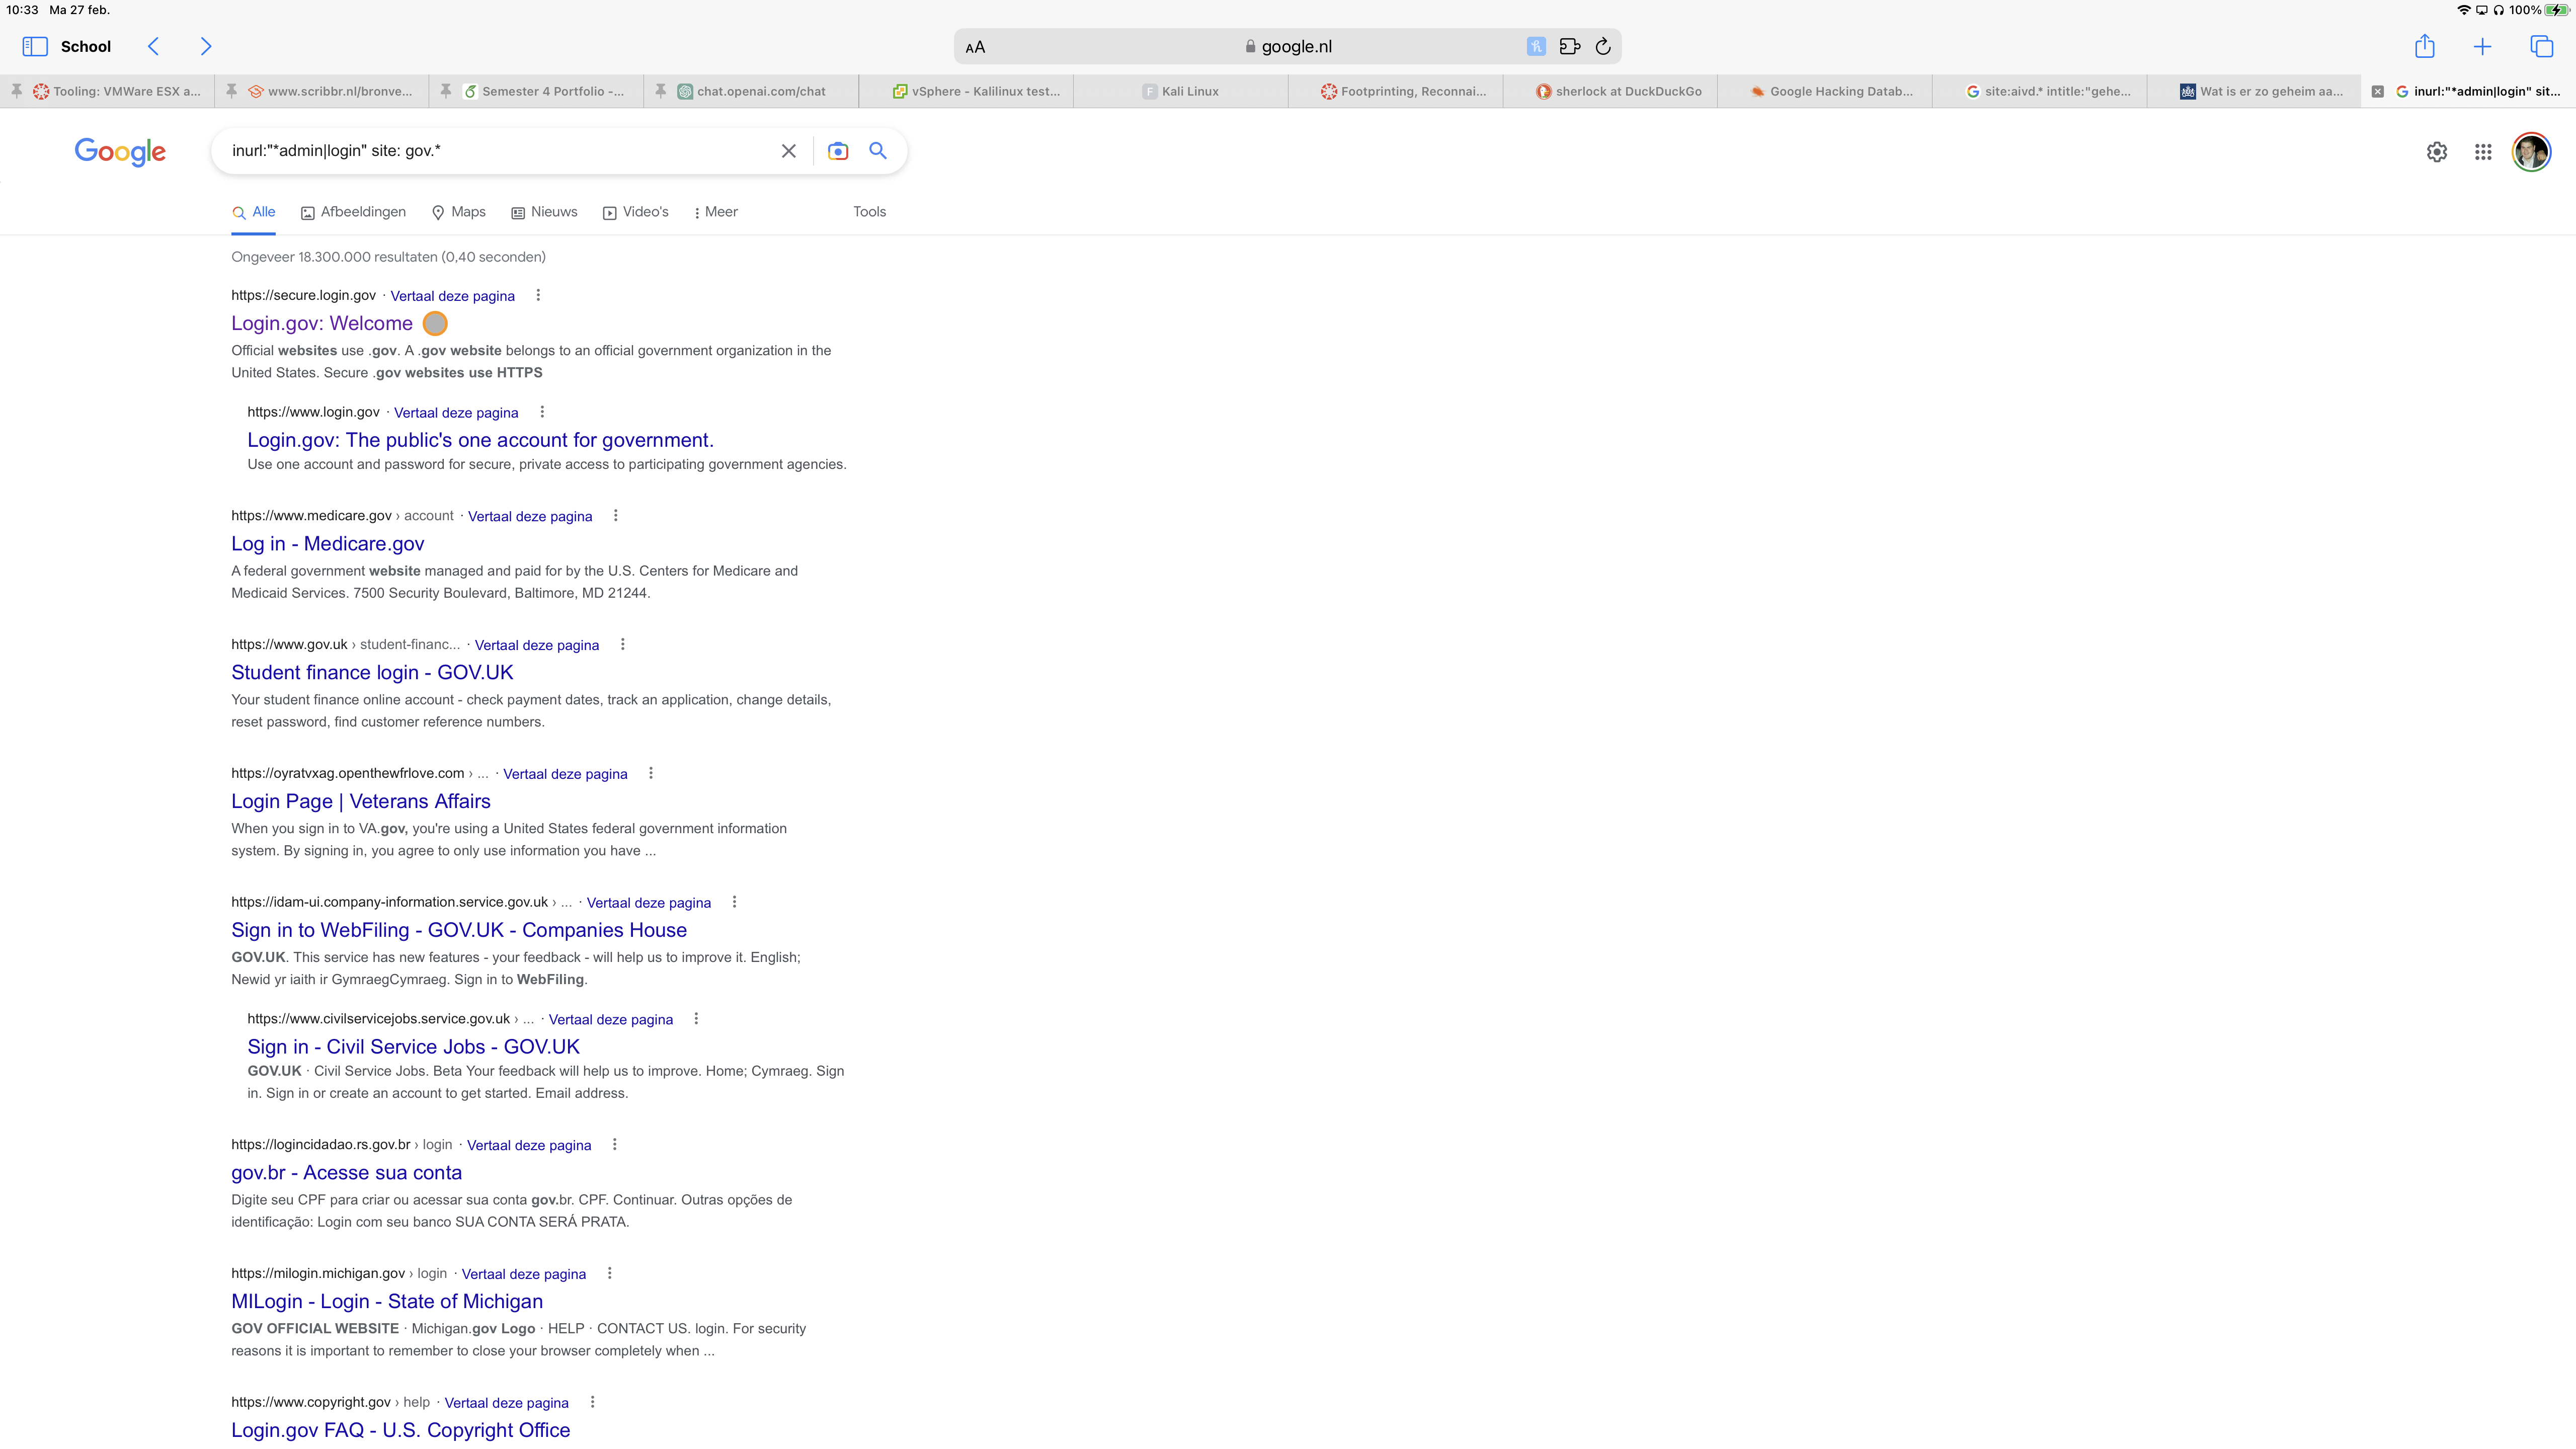 10:33 Ma 27 feb.
100%
School
AA
google.nl
Tooling: VMWare ESX a...
www.scribbr.nl/bronve...
Semester 4 Portfolio -...
chat.openai.com/chat
vSphere - Kalilinux test...
F Kali Linux
Footprinting, Reconnai...
sherlock at DuckDuckGo
Google Hacking Datab...
site:aivd.* intitle:"gehe...
Wat is er zo geheim aa...
inurl:"*admin|login" sit...
Google
inurl:"*admin|login" site: gov.*
Alle
Afbeeldingen
Maps
Nieuws
Video's
Meer
Tools
Ongeveer 18.300.000 resultaten (0,40 seconden)
https://secure.login.gov · Vertaal deze pagina
Login.gov: Welcome
Official websites use .gov. A .gov website belongs to an official government organization in the
United States. Secure .gov websites use HTTPS
https://www.login.gov · Vertaal deze pagina
Login.gov: The public's one account for government.
Use one account and password for secure, private access to participating government agencies.
https://www.medicare.gov › account · Vertaal deze pagina
Log in - Medicare.gov
A federal government website managed and paid for by the U.S. Centers for Medicare and
Medicaid Services. 7500 Security Boulevard, Baltimore, MD 21244.
https://www.gov.uk › student-financ... · Vertaal deze pagina
Student finance login - GOV.UK
Your student finance online account - check payment dates, track an application, change details,
reset password, find customer reference numbers.
https://oyratvxag.openthewfrlove.com › ... · Vertaal deze pagina
Login Page | Veterans Affairs
When you sign in to VA.gov, you're using a United States federal government information
system. By signing in, you agree to only use information you have ...
https://idam-ui.company-information.service.gov.uk › ... · Vertaal deze pagina
Sign in to WebFiling - GOV.UK - Companies House
GOV.UK. This service has new features - your feedback - will help us to improve it. English;
Newid yr iaith ir GymraegCymraeg. Sign in to WebFiling.
https://www.civilservicejobs.service.gov.uk › ... · Vertaal deze pagina
Sign in - Civil Service Jobs - GOV.UK
GOV.UK · Civil Service Jobs. Beta Your feedback will help us to improve. Home; Cymraeg. Sign
in. Sign in or create an account to get started. Email address.
https://logincidadao.rs.gov.br › login · Vertaal deze pagina
gov.br - Acesse sua conta
Digite seu CPF para criar ou acessar sua conta gov.br. CPF. Continuar. Outras opções de
identificação: Login com seu banco SUA CONTA SERÁ PRATA.
https://milogin.michigan.gov › login · Vertaal deze pagina
MILogin - Login - State of Michigan
GOV OFFICIAL WEBSITE · Michigan.gov Logo · HELP · CONTACT US. login. For security
reasons it is important to remember to close your browser completely when ...
https://www.copyright.gov › help · Vertaal deze pagina
Login.gov FAQ - U.S. Copyright Office